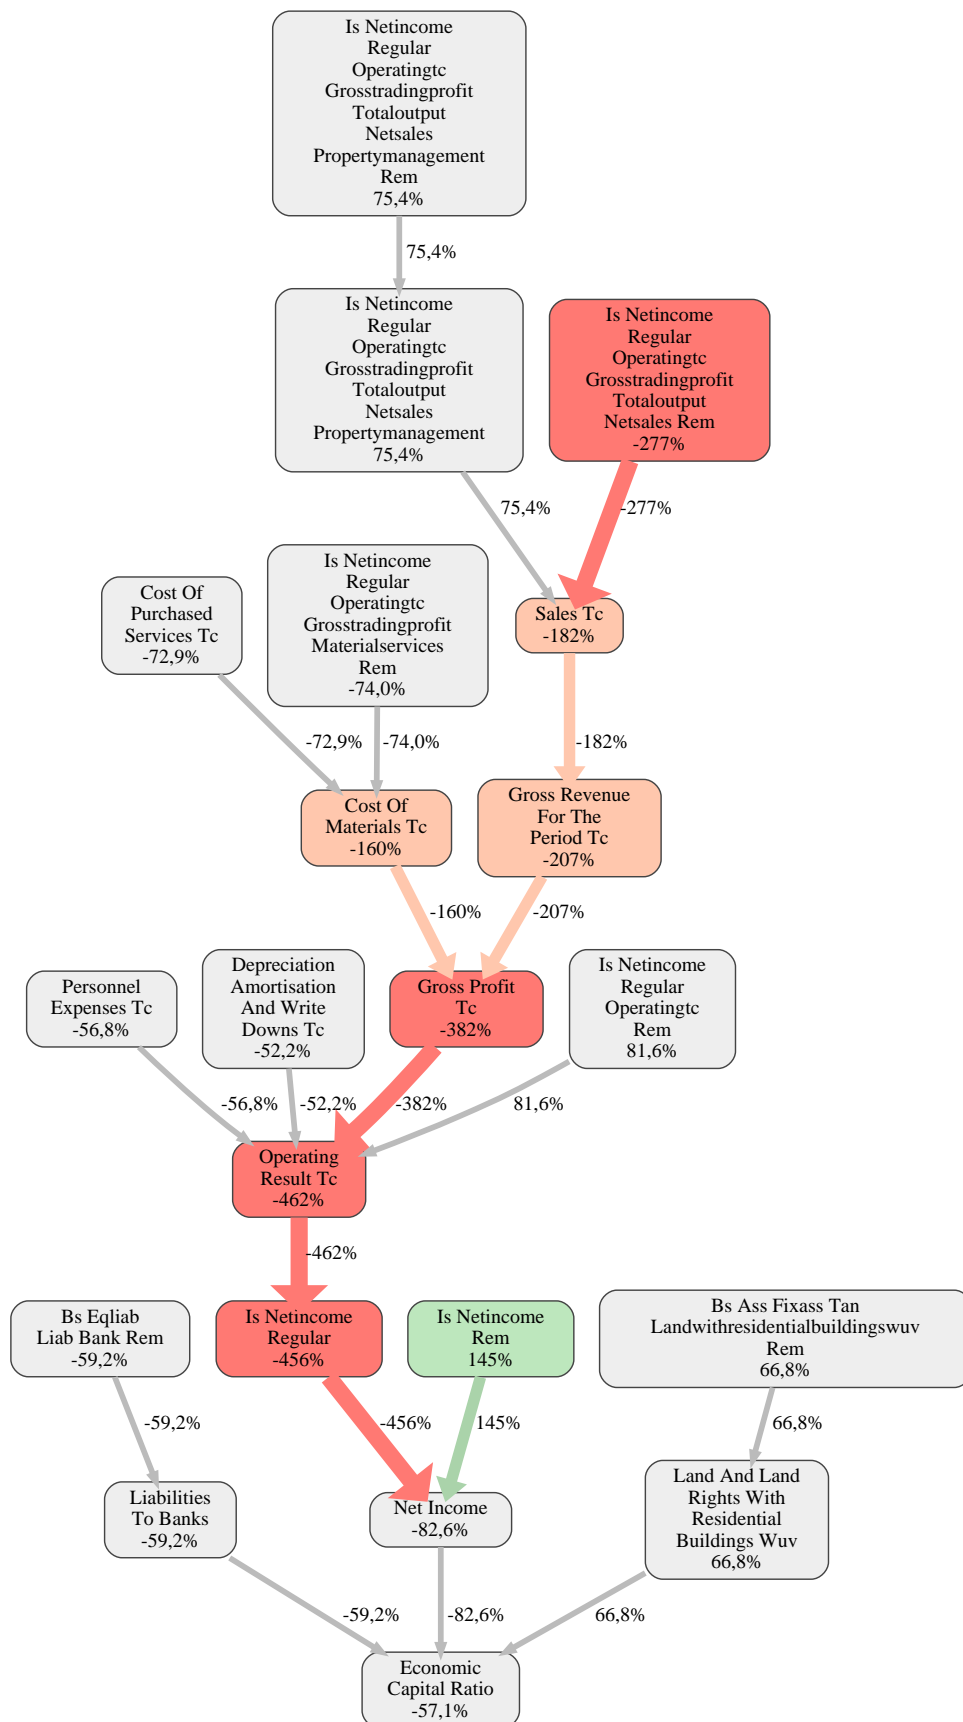 Is Netincome
Regular
Operatingtc
Grosstradingprofit
Totaloutput
Netsales
Propertymanagement
Rem
75,4%
75,4%
Is Netincome
Regular
Operatingtc
Grosstradingprofit
Totaloutput
Netsales
Propertymanagement
75,4%
Is Netincome
Regular
Operatingtc
Grosstradingprofit
Totaloutput
Netsales Rem
-277%
75,4%
-277%
Cost Of
Purchased
Services Tc
-72,9%
Is Netincome
Regular
Operatingtc
Grosstradingprofit
Materialservices
Rem
-74,0%
Sales Tc
-182%
-72,9%
-74,0%
-182%
Cost Of
Materials Tc
-160%
Gross Revenue
For The
Period Tc
-207%
-160%
-207%
Personnel
Expenses Tc
-56,8%
Depreciation
Amortisation
And Write
Downs Tc
-52,2%
Gross Profit
Tc
-382%
Is Netincome
Regular
Operatingtc
Rem
81,6%
-56,8%
-52,2%
-382%
81,6%
Operating
Result Tc
-462%
-462%
Bs Eqliab
Liab Bank Rem
-59,2%
Is Netincome
Regular
-456%
Is Netincome
Rem
145%
Bs Ass Fixass Tan
Landwithresidentialbuildingswuv
Rem
66,8%
-59,2%
-456%
145%
66,8%
Liabilities
To Banks
-59,2%
Net Income
-82,6%
Land And Land
Rights With
Residential
Buildings Wuv
66,8%
-59,2%
-82,6%
66,8%
Economic
Capital Ratio
-57,1%